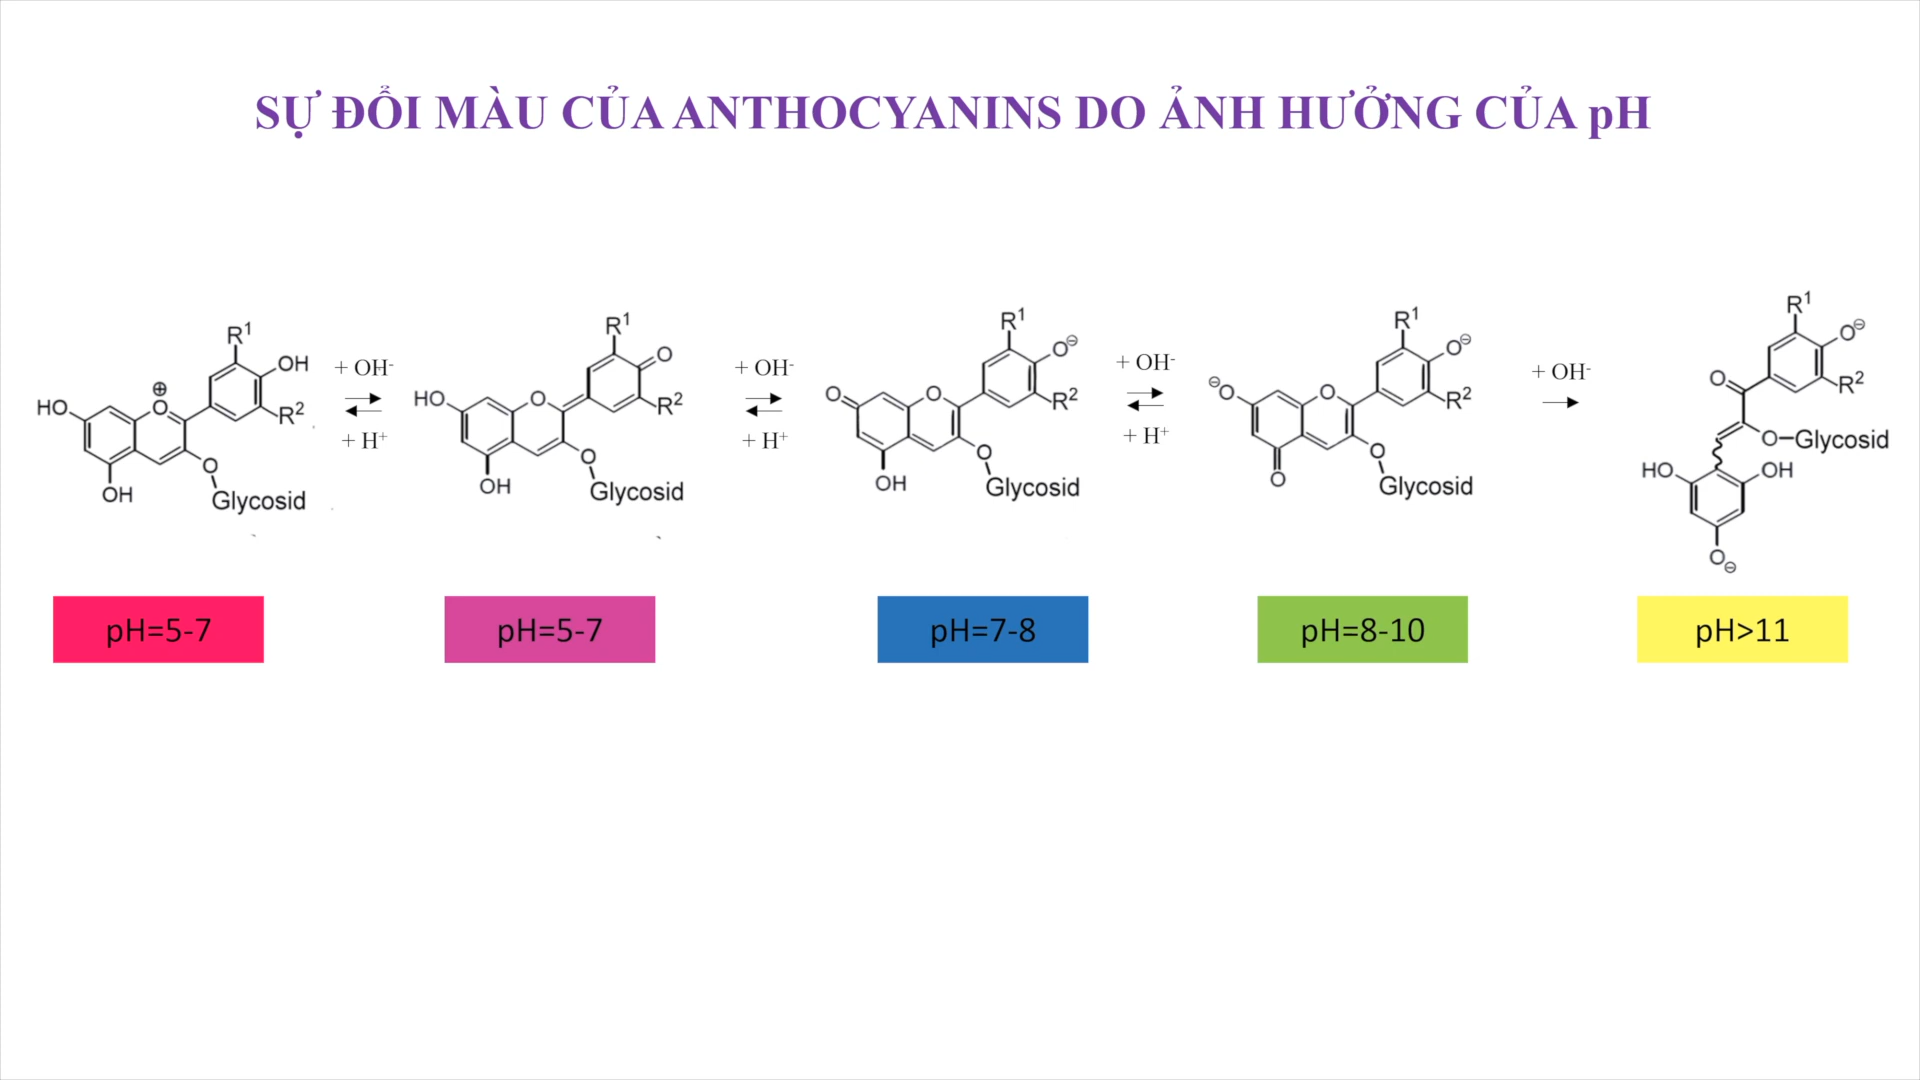 SỰ ĐỔI MÀU CỦA ANTHOCYANINS DO ẢNH HƯỞNG CỦA pH
HO OH R¹ OH R² O⊕ O Glycosid
+ OH⁻
+ H⁺
HO OH R¹ O R² O O Glycosid
+ OH⁻
+ H⁺
O OH R¹ O⊖ R² O O Glycosid
+ OH⁻
+ H⁺
⊖O O R¹ O⊖ R² O O Glycosid
+ OH⁻
R¹ O⊖ R² O O–Glycosid HO OH O⊖
pH=5-7
pH=5-7
pH=7-8
pH=8-10
pH>11